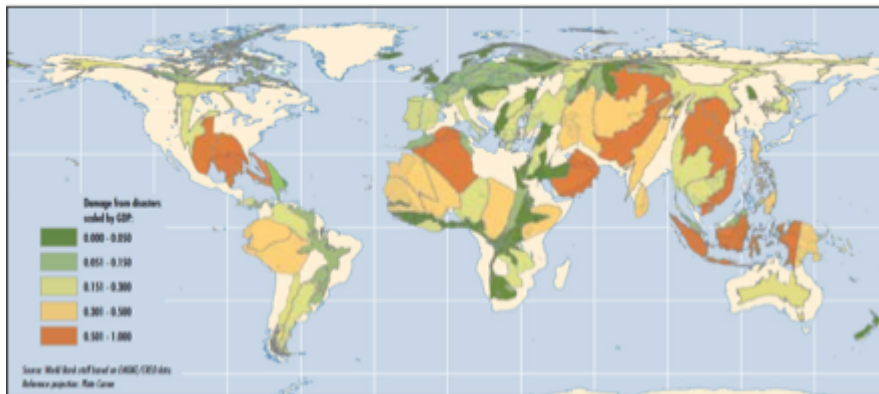 Damage from disasters
scaled by GDP:
0.000 - 0.050
0.051 - 0.150
0.151 - 0.300
0.301 - 0.500
0.501 - 1.000
Source: World Bank staff based on EMDAT/CRED data.
Reference projection: Plate Carree